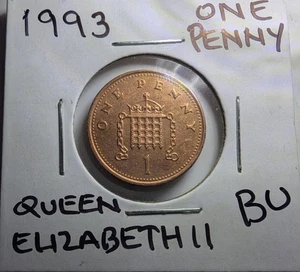 1993 ONE
PENNY
ONE PENNY
1
QUEEN BU
ELIZABETH II